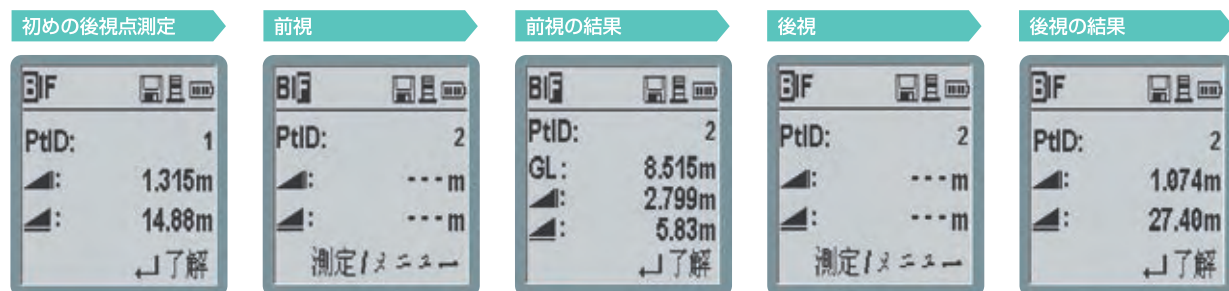 初めの後視点測定
BIF
PtID: 1
: 1.315m
: 14.88m
了解
前視
BIF
PtID: 2
: ---m
: ---m
測定/メニュー
前視の結果
BIF
PtID: 2
GL: 8.515m
: 2.799m
: 5.83m
了解
後視
BIF
PtID: 2
: ---m
: ---m
測定/メニュー
後視の結果
BIF
PtID: 2
: 1.074m
: 27.40m
了解